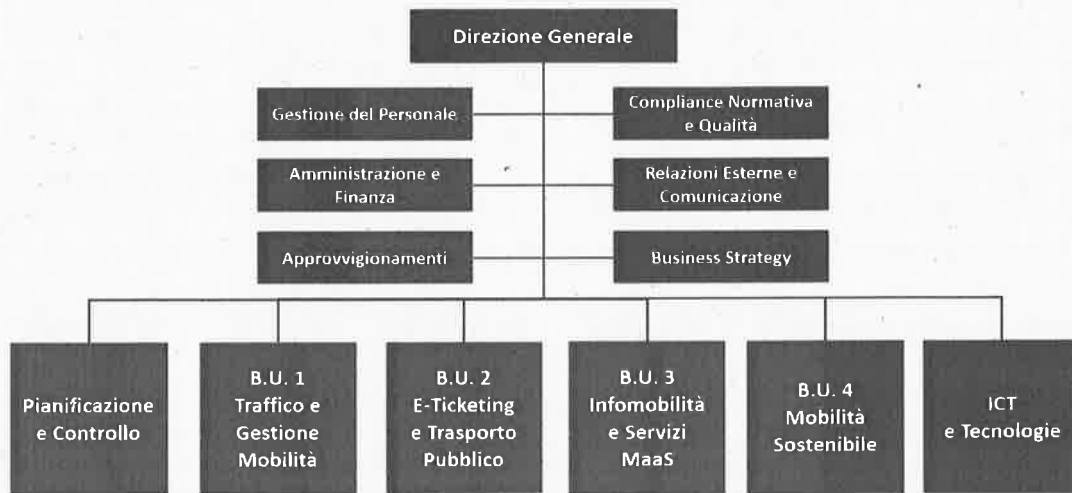 Direzione Generale
Gestione del Personale
Compliance Normativa
e Qualità
Amministrazione e
Finanza
Relazioni Esterne e
Comunicazione
Approvvigionamenti
Business Strategy
Pianificazione
e Controllo
B.U. 1
Traffico e
Gestione
Mobilità
B.U. 2
E-Ticketing
e Trasporto
Pubblico
B.U. 3
Infomobilità
e Servizi
MaaS
B.U. 4
Mobilità
Sostenibile
ICT
e Tecnologie